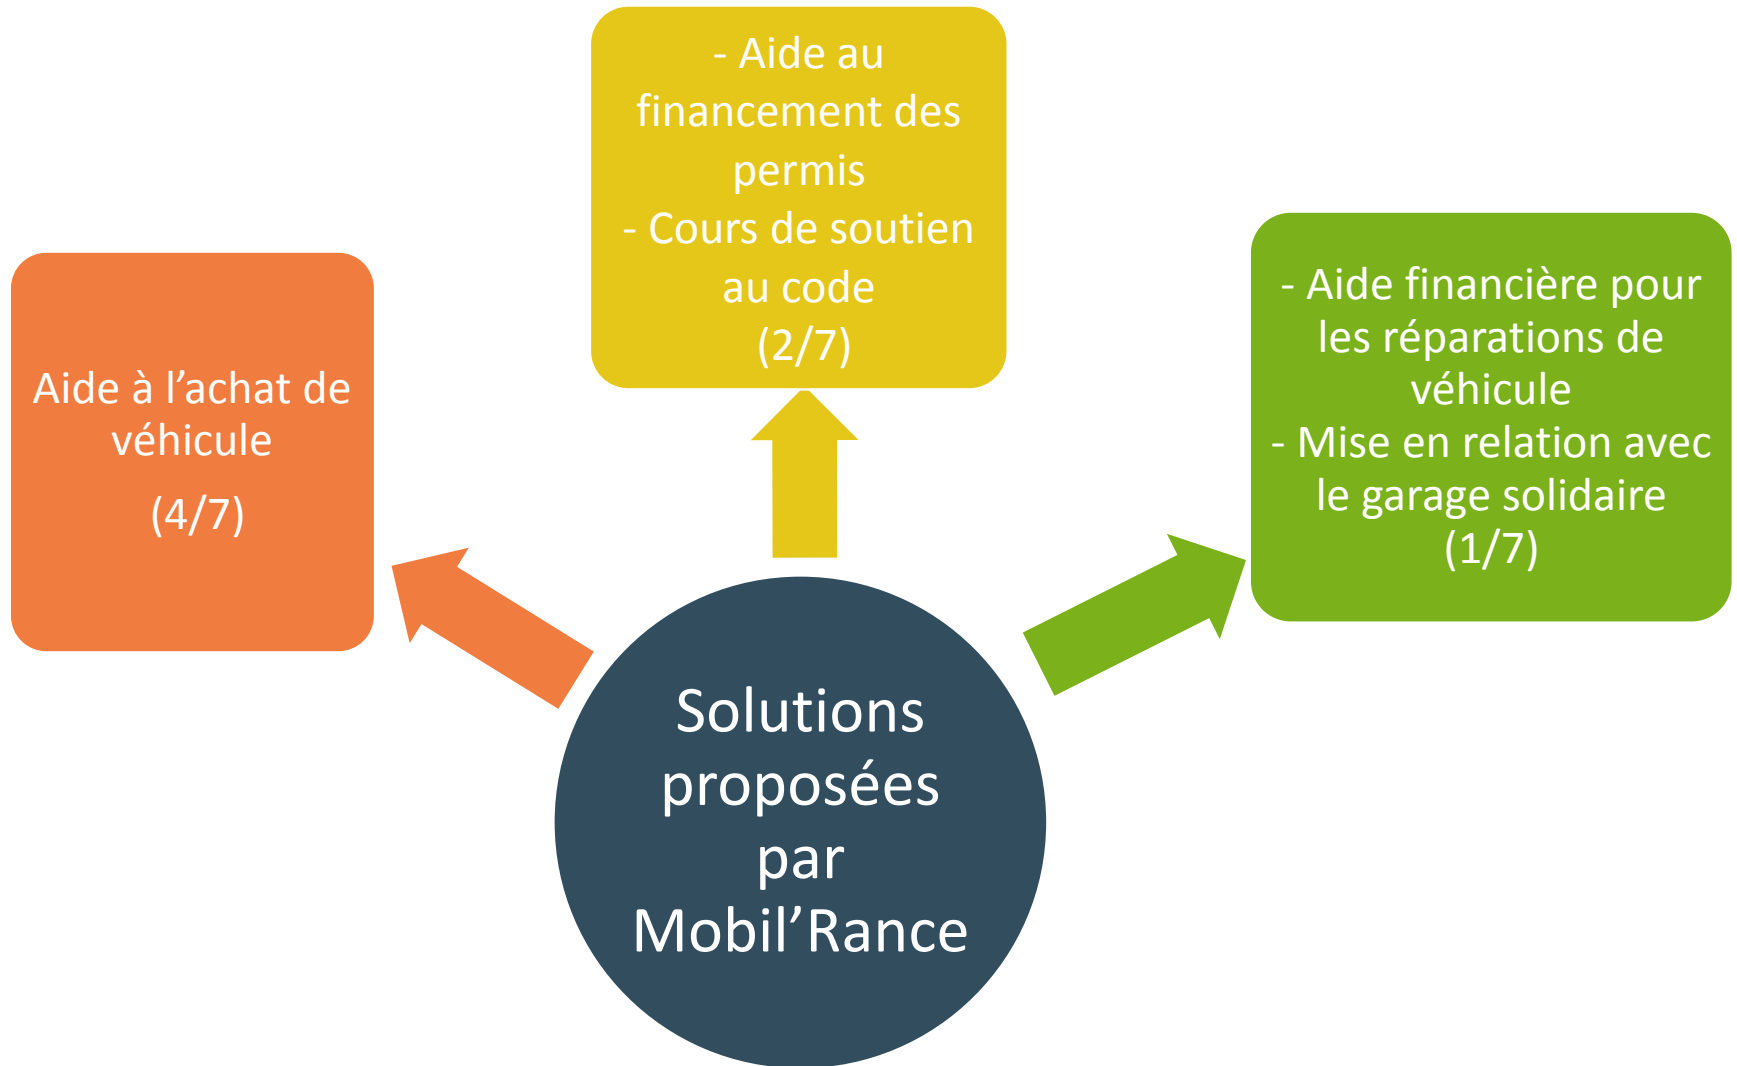 - Aide au
financement des
permis
- Cours de soutien
au code
(2/7)
Aide à l’achat de
véhicule
(4/7)
- Aide financière pour
les réparations de
véhicule
- Mise en relation avec
le garage solidaire
(1/7)
Solutions
proposées
par
Mobil’Rance